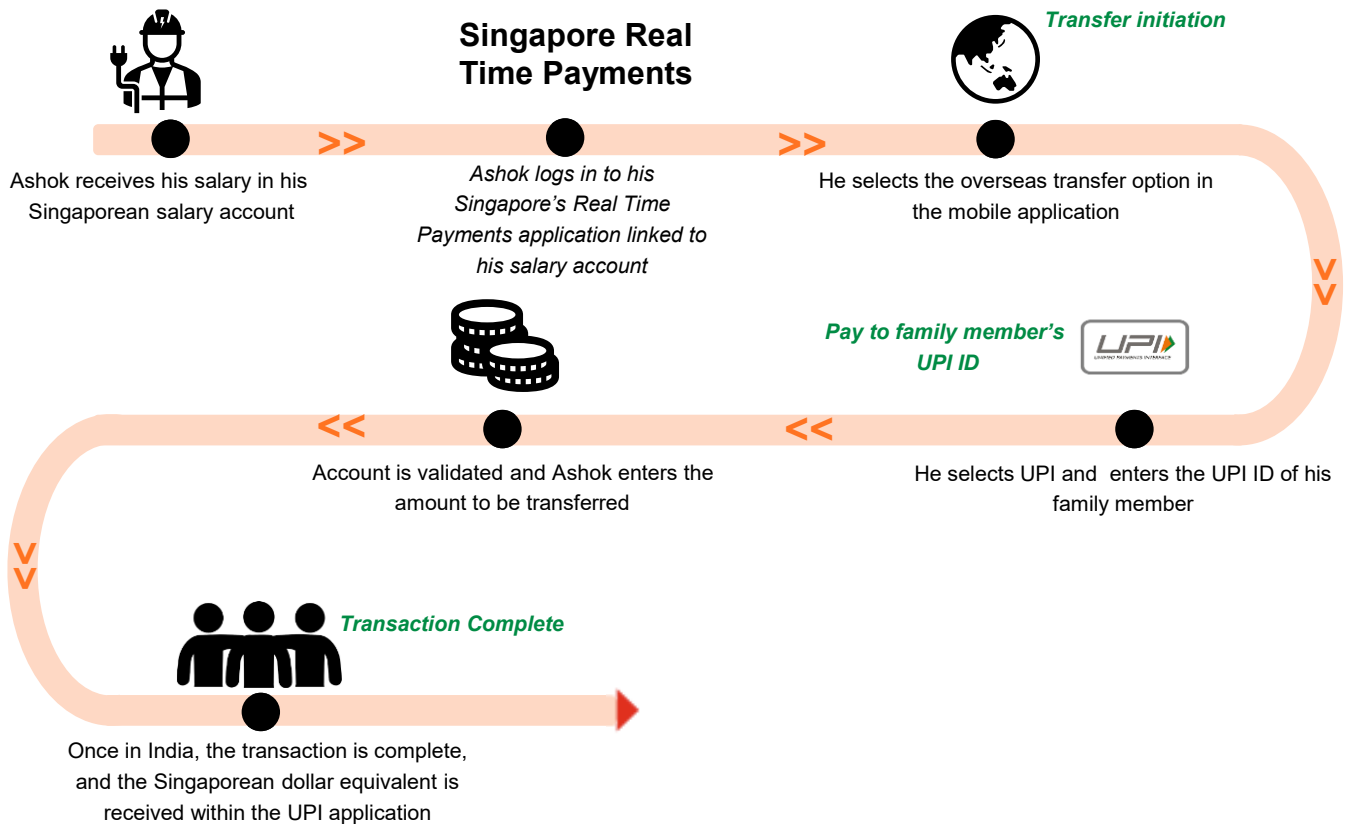 Singapore Real
Time Payments
Transfer initiation
>>
>>
Ashok receives his salary in his
Singaporean salary account
Ashok logs in to his
Singapore's Real Time
Payments application linked to
his salary account
He selects the overseas transfer option in
the mobile application
>>
Pay to family member's
UPI ID
UPI
UNIFIED PAYMENTS INTERFACE
<<
<<
He selects UPI and  enters the UPI ID of his
family member
Account is validated and Ashok enters the
amount to be transferred
>>
Transaction Complete
Once in India, the transaction is complete,
and the Singaporean dollar equivalent is
received within the UPI application